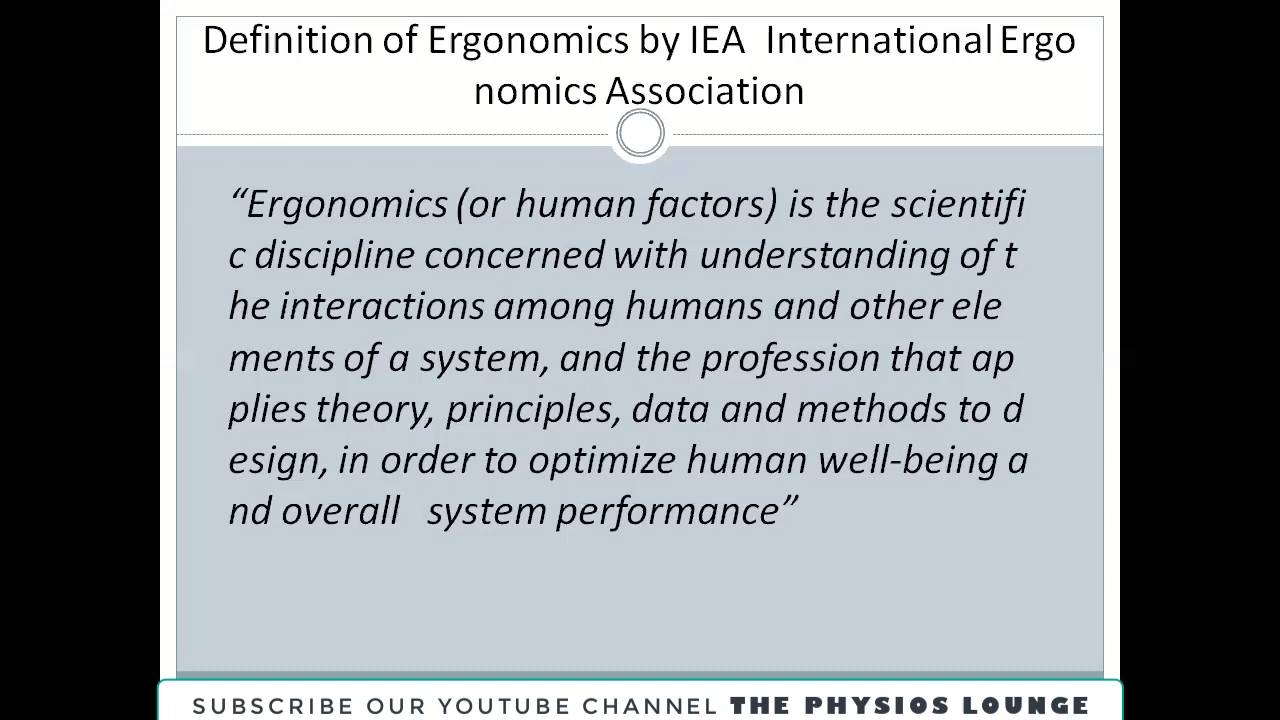 Definition of Ergonomics by IEA  International Ergo
nomics Association
“Ergonomics (or human factors) is the scientifi
c discipline concerned with understanding of t
he interactions among humans and other ele
ments of a system, and the profession that ap
plies theory, principles, data and methods to d
esign, in order to optimize human well-being a
nd overall   system performance”
SUBSCRIBE OUR YOUTUBE CHANNEL THE PHYSIOS LOUNGE